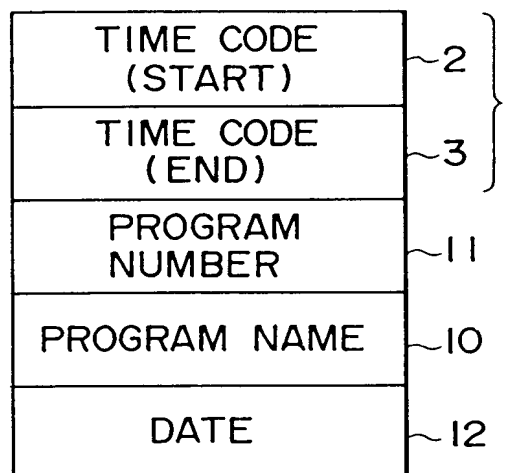 TIME CODE
(START)
2
TIME CODE
(END)
3
PROGRAM
NUMBER
11
PROGRAM NAME
10
DATE
12